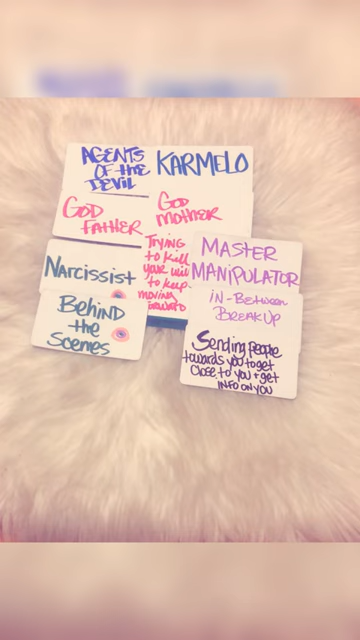 AGENTS
OF the
DEVIL
KARMELO
GOD
FATHER
GOD
MOTHER
TRYING
to kill
your will
to keep
moving
forward
NARCISSIST
MASTER
MANIPULATOR
BEHIND
the
Scenes
IN-BETWEEN
BREAKUP
Sending people
towards you to get
close to you + get
INFO ON YOU